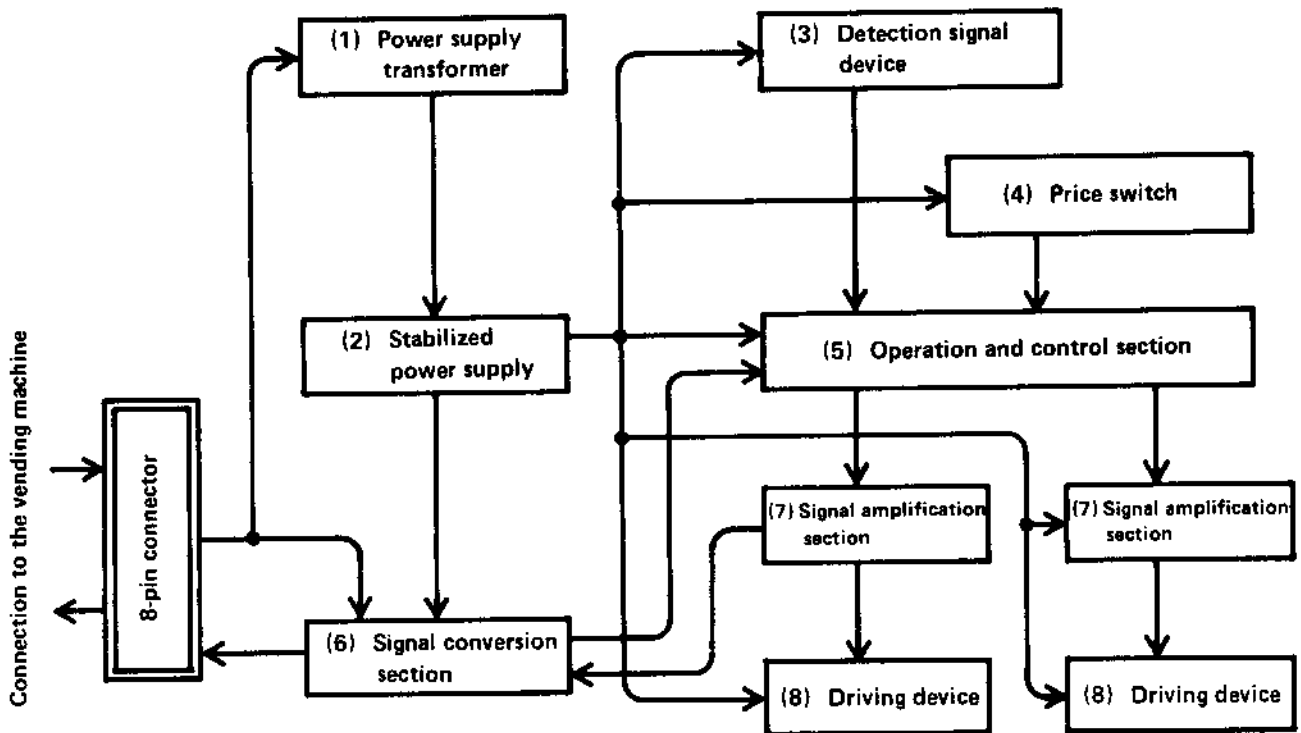 (1) Power supply
transformer
(3) Detection signal
device
(4) Price switch
(2) Stabilized
power supply
(5) Operation and control section
Connection to the vending machine
8-pin connector
(7) Signal amplification
section
(7) Signal amplification
section
(6) Signal conversion
section
(8) Driving device
(8) Driving device